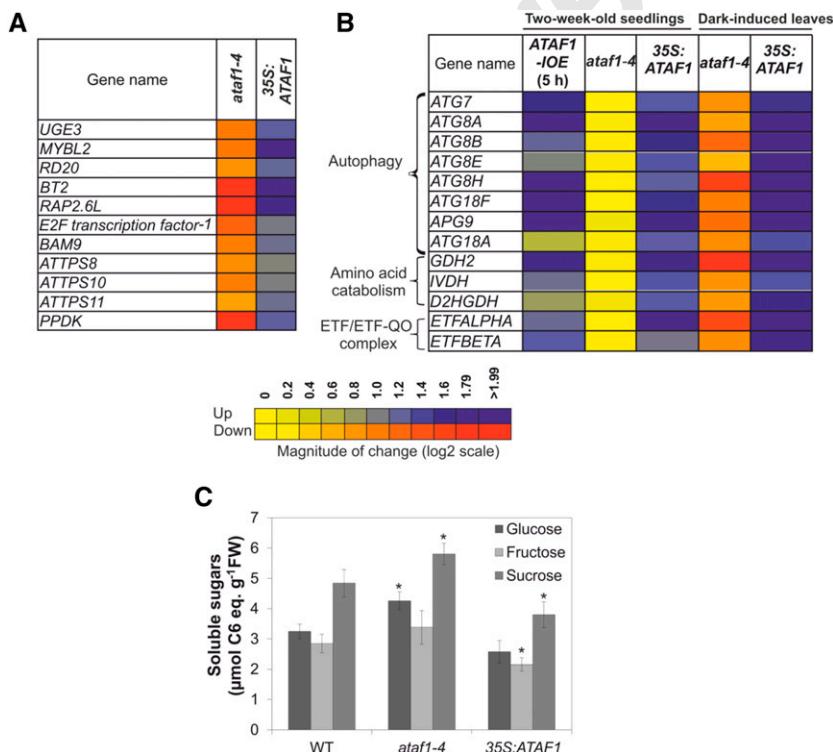 A
Gene name
ataf1-4
35S:
ATAF1
UGE3
MYBL2
RD20
BT2
RAP2.6L
E2F transcription factor-1
BAM9
ATTPS8
ATTPS10
ATTPS11
PPDK
B
Two-week-old seedlings
Dark-induced leaves
Gene name
ATAF1
-IOE
(5 h)
ataf1-4
35S:
ATAF1
ataf1-4
35S:
ATAF1
Autophagy
ATG7
ATG8A
ATG8B
ATG8E
ATG8H
ATG18F
APG9
ATG18A
Amino acid
catabolism
GDH2
IVDH
D2HGDH
ETF/ETF-QO
complex
ETFALPHA
ETFBETA
0 0.2 0.4 0.6 0.8 1.0 1.2 1.4 1.6 1.79 >1.99
Up
Down
Magnitude of change (log2 scale)
C
Soluble sugars
(µmol C6 eq. g-1FW)
7
6
5
4
3
2
1
0
Glucose
Fructose
Sucrose
* * * *
WT ataf1-4 35S:ATAF1